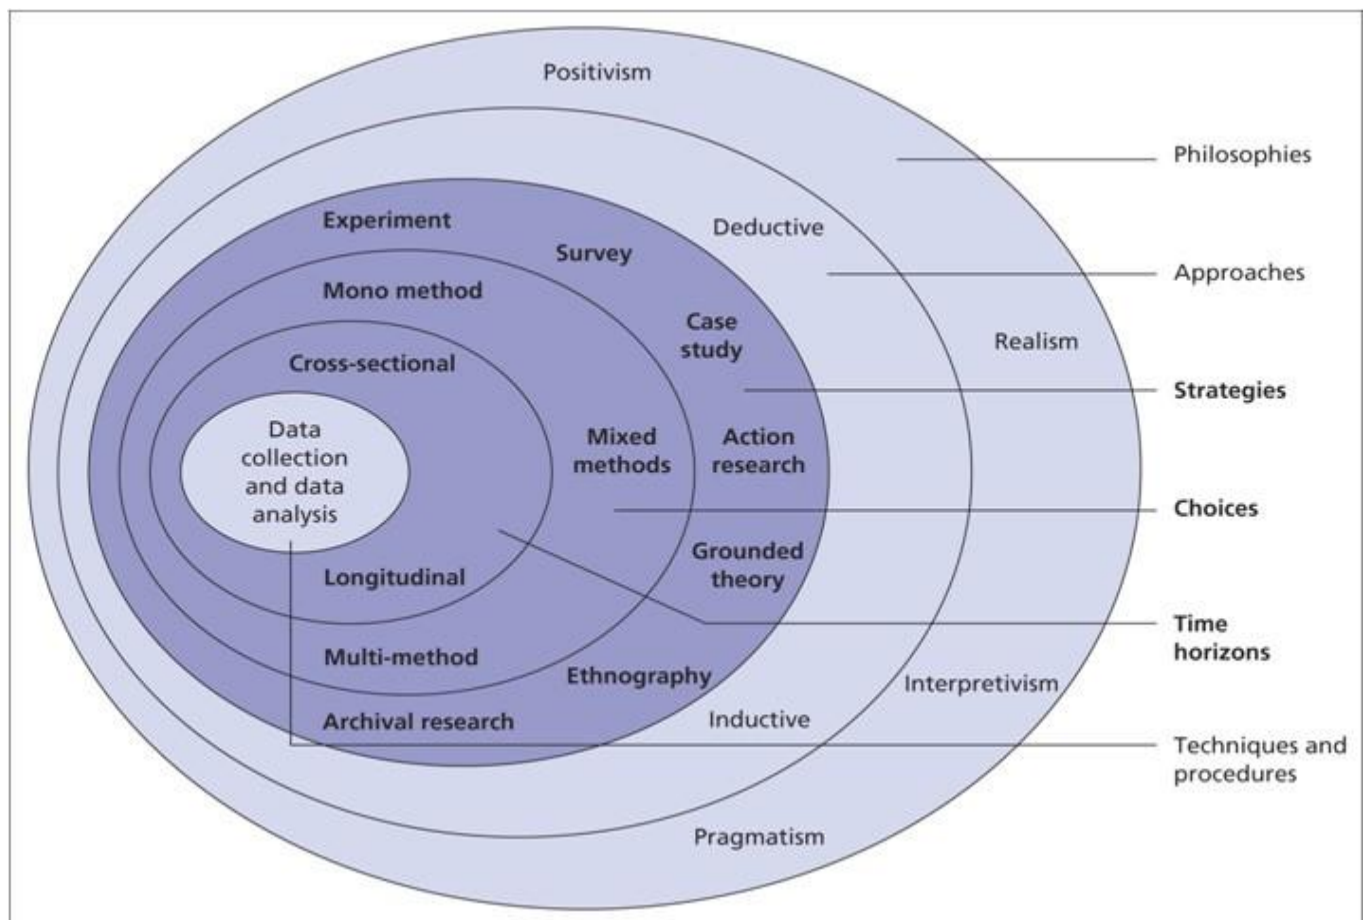 Positivism
Philosophies
Experiment
Deductive
Survey
Approaches
Mono method
Case
study
Realism
Cross-sectional
Strategies
Data
collection
and data
analysis
Mixed
methods
Action
research
Choices
Grounded
theory
Longitudinal
Time
horizons
Multi-method
Ethnography
Interpretivism
Archival research
Inductive
Techniques and
procedures
Pragmatism